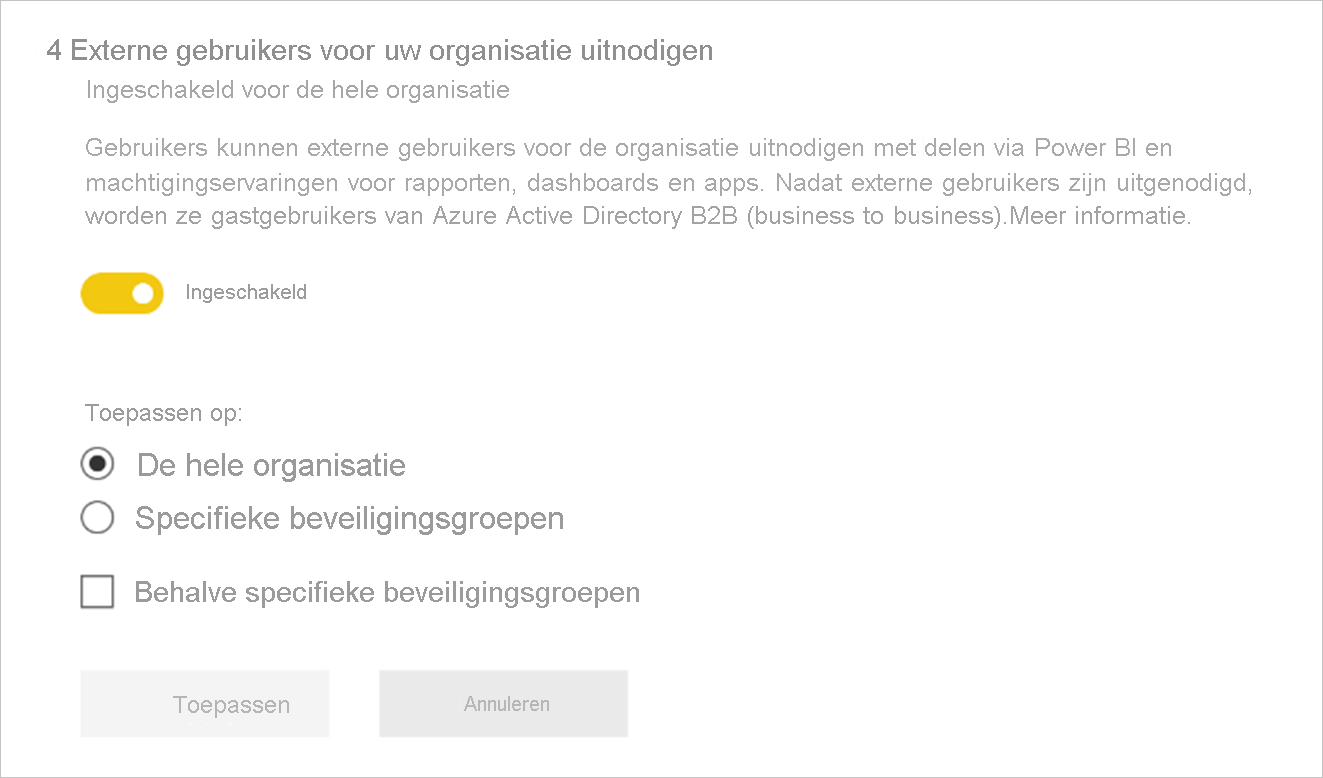 4 Externe gebruikers voor uw organisatie uitnodigen
Ingeschakeld voor de hele organisatie
Gebruikers kunnen externe gebruikers voor de organisatie uitnodigen met delen via Power BI en
machtigingservaringen voor rapporten, dashboards en apps. Nadat externe gebruikers zijn uitgenodigd,
worden ze gastgebruikers van Azure Active Directory B2B (business to business).Meer informatie.
Ingeschakeld
Toepassen op:
De hele organisatie
Specifieke beveiligingsgroepen
Behalve specifieke beveiligingsgroepen
Toepassen Annuleren